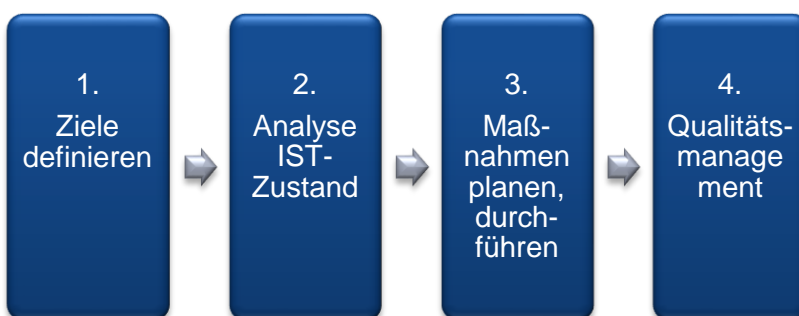 1.
Ziele
definieren
2.
Analyse
IST-
Zustand
3.
Maß-
nahmen
planen,
durch-
führen
4.
Qualitäts-
manage
ment